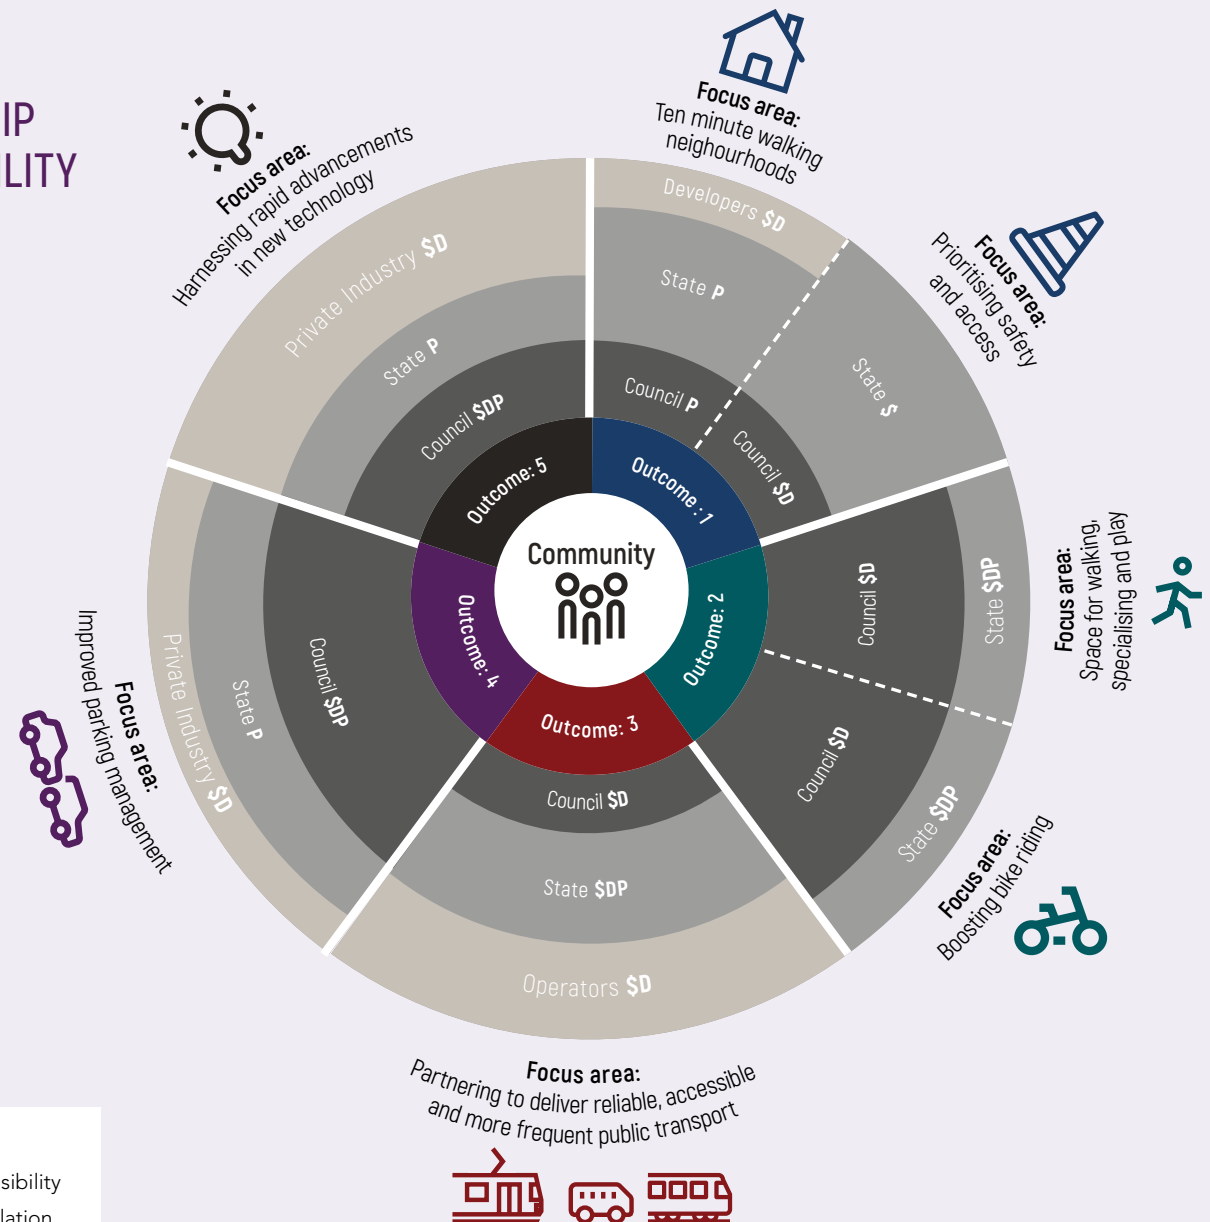 IP
ILITY
Focus area:
Harnessing rapid advancements
in new technology
Focus area:
Ten minute walking
neighourhoods
Focus area:
Prioritising safety
and access
Focus area:
Space for walking,
specialising and play
Focus area:
Boosting bike riding
Focus area:
Partnering to deliver reliable, accessible
and more frequent public transport
Focus area:
Improved parking management
Developers $D
State P
Council P
State $
Council $D
Outcome: 1
State $DP
Council $D
State $DP
Council $D
Outcome: 2
Outcome: 3
Council $D
State $DP
Operators $D
Outcome: 4
Council $DP
State P
Private Industry $D
Outcome: 5
Council $DP
State P
Private Industry $D
Community
sibility
lation